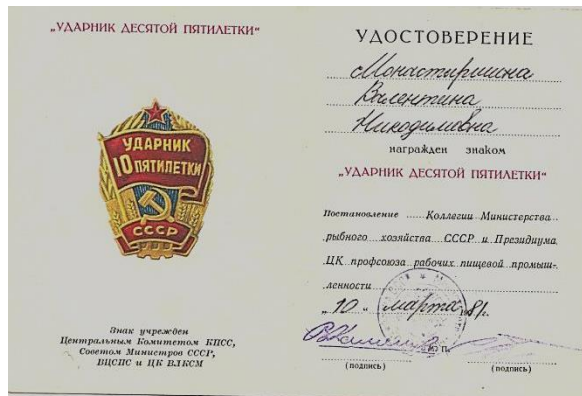 „УДАРНИК ДЕСЯТОЙ ПЯТИЛЕТКИ“
УДАРНИК
10 ПЯТИЛЕТКИ
СССР
Знак учрежден
Центральным Комитетом КПСС,
Советом Министров СССР,
ВЦСПС и ЦК ВЛКСМ
УДОСТОВЕРЕНИЕ
Валентина
Никодимовна
награжден знаком
„УДАРНИК ДЕСЯТОЙ ПЯТИЛЕТКИ“
Постановление Коллегии Министерства
рыбного хозяйства СССР и Президиума
ЦК профсоюза рабочих пищевой промыш-
ленности
„ 10 “ марта 81г.
М. П.
(подпись) (подпись)